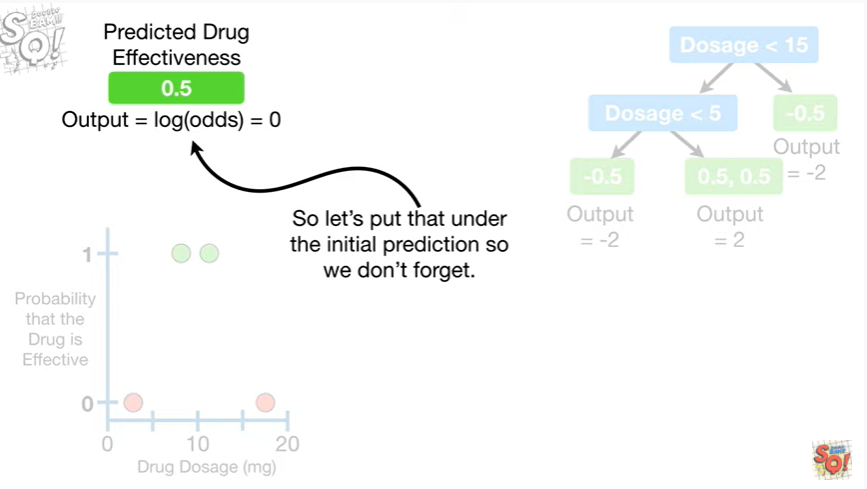 Predicted Drug
Effectiveness
0.5
Output = log(odds) = 0
So let's put that under
the initial prediction so
we don't forget.
Dosage < 15
Dosage < 5
-0.5
Output
= -2
-0.5
Output
= -2
0.5, 0.5
Output
= 2
1
Probability
that the
Drug is
Effective
0
0
10
20
Drug Dosage (mg)
SQ!